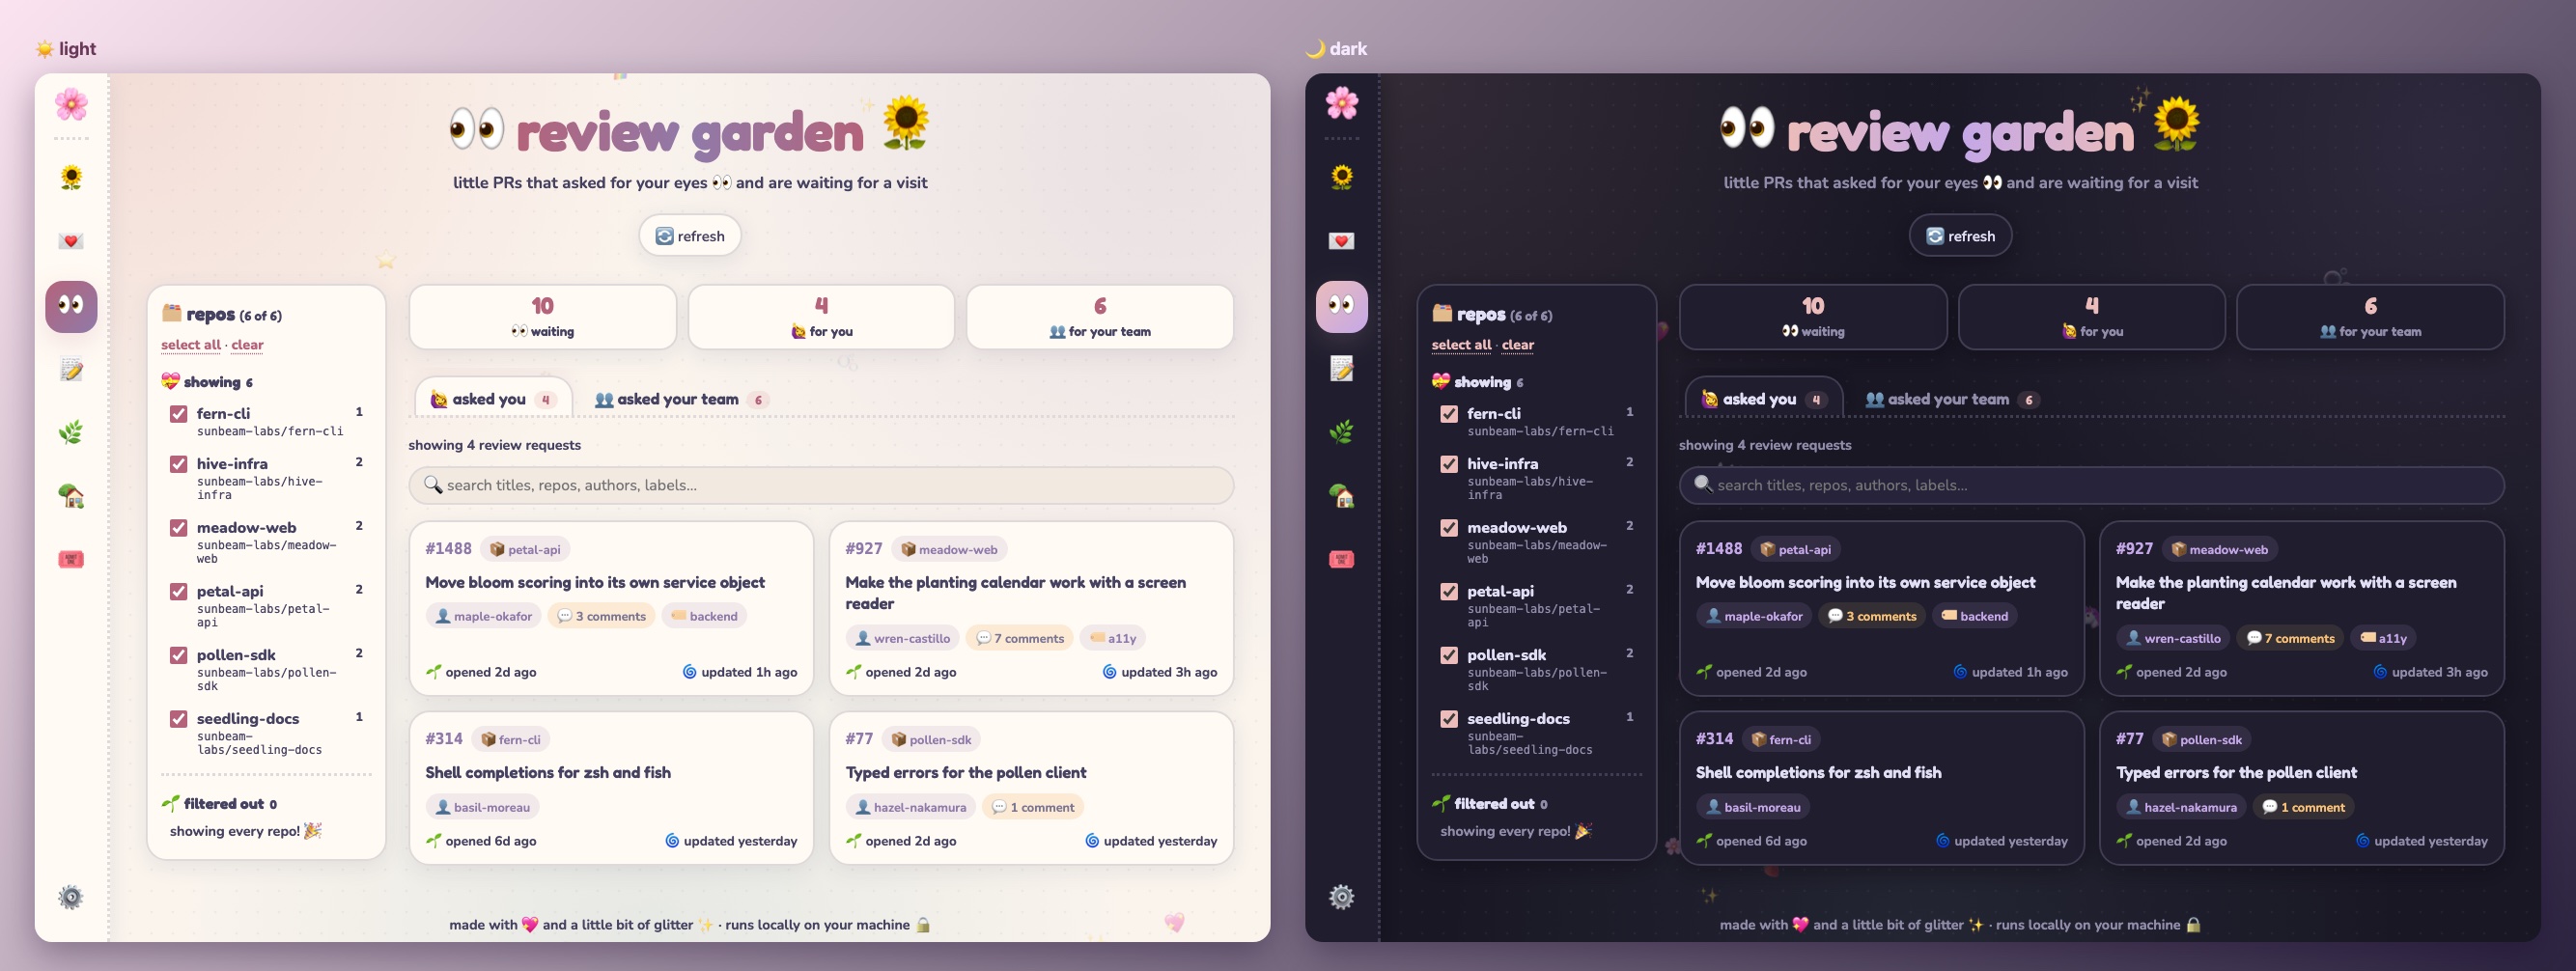 light
review garden
little PRs that asked for your eyes and are waiting for a visit
refresh
repos (6 of 6)
select all · clear
showing 6
fern-cli 1
sunbeam-labs/fern-cli
hive-infra 2
sunbeam-labs/hive-
infra
meadow-web 2
sunbeam-labs/meadow-
web
petal-api 2
sunbeam-labs/petal-
api
pollen-sdk 2
sunbeam-labs/pollen-
sdk
seedling-docs 1
sunbeam-
labs/seedling-docs
filtered out 0
showing every repo!
10
waiting
4
for you
6
for your team
asked you 4
asked your team 6
showing 4 review requests
search titles, repos, authors, labels...
#1488 petal-api
Move bloom scoring into its own service object
maple-okafor 3 comments backend
opened 2d ago updated 1h ago
#927 meadow-web
Make the planting calendar work with a screen
reader
wren-castillo 7 comments a11y
opened 2d ago updated 3h ago
#314 fern-cli
Shell completions for zsh and fish
basil-moreau
opened 6d ago updated yesterday
#77 pollen-sdk
Typed errors for the pollen client
hazel-nakamura 1 comment
opened 2d ago updated yesterday
made with and a little bit of glitter · runs locally on your machine
dark
review garden
little PRs that asked for your eyes and are waiting for a visit
refresh
repos (6 of 6)
select all · clear
showing 6
fern-cli 1
sunbeam-labs/fern-cli
hive-infra 2
sunbeam-labs/hive-
infra
meadow-web 2
sunbeam-labs/meadow-
web
petal-api 2
sunbeam-labs/petal-
api
pollen-sdk 2
sunbeam-labs/pollen-
sdk
seedling-docs 1
sunbeam-
labs/seedling-docs
filtered out 0
showing every repo!
10
waiting
4
for you
6
for your team
asked you 4
asked your team 6
showing 4 review requests
search titles, repos, authors, labels...
#1488 petal-api
Move bloom scoring into its own service object
maple-okafor 3 comments backend
opened 2d ago updated 1h ago
#927 meadow-web
Make the planting calendar work with a screen
reader
wren-castillo 7 comments a11y
opened 2d ago updated 3h ago
#314 fern-cli
Shell completions for zsh and fish
basil-moreau
opened 6d ago updated yesterday
#77 pollen-sdk
Typed errors for the pollen client
hazel-nakamura 1 comment
opened 2d ago updated yesterday
made with and a little bit of glitter · runs locally on your machine